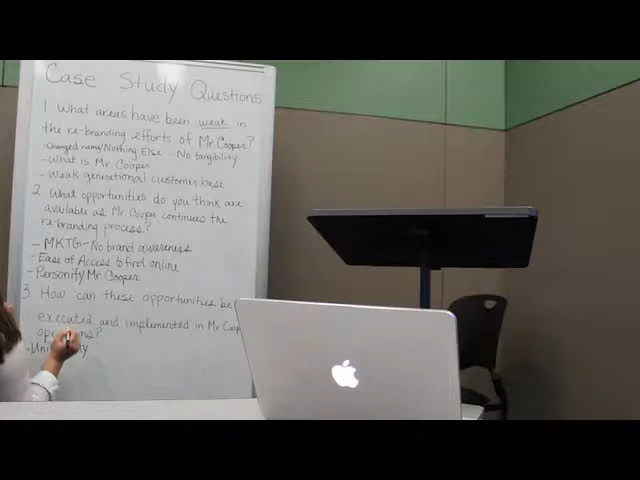 Case Study Questions
1 What areas have been weak in
the re-branding efforts of Mr Cooper?
changed name/Nothing Else - No tangibility
- What is Mr Cooper
- Weak generational customer base
2 What opportunities do you think are
available as Mr Cooper continues the
re-branding process?
- MKTG - No brand awareness
- Ease of Access to find online
- Personify Mr Cooper
3 How can these opportunities be
executed and implemented in Mr